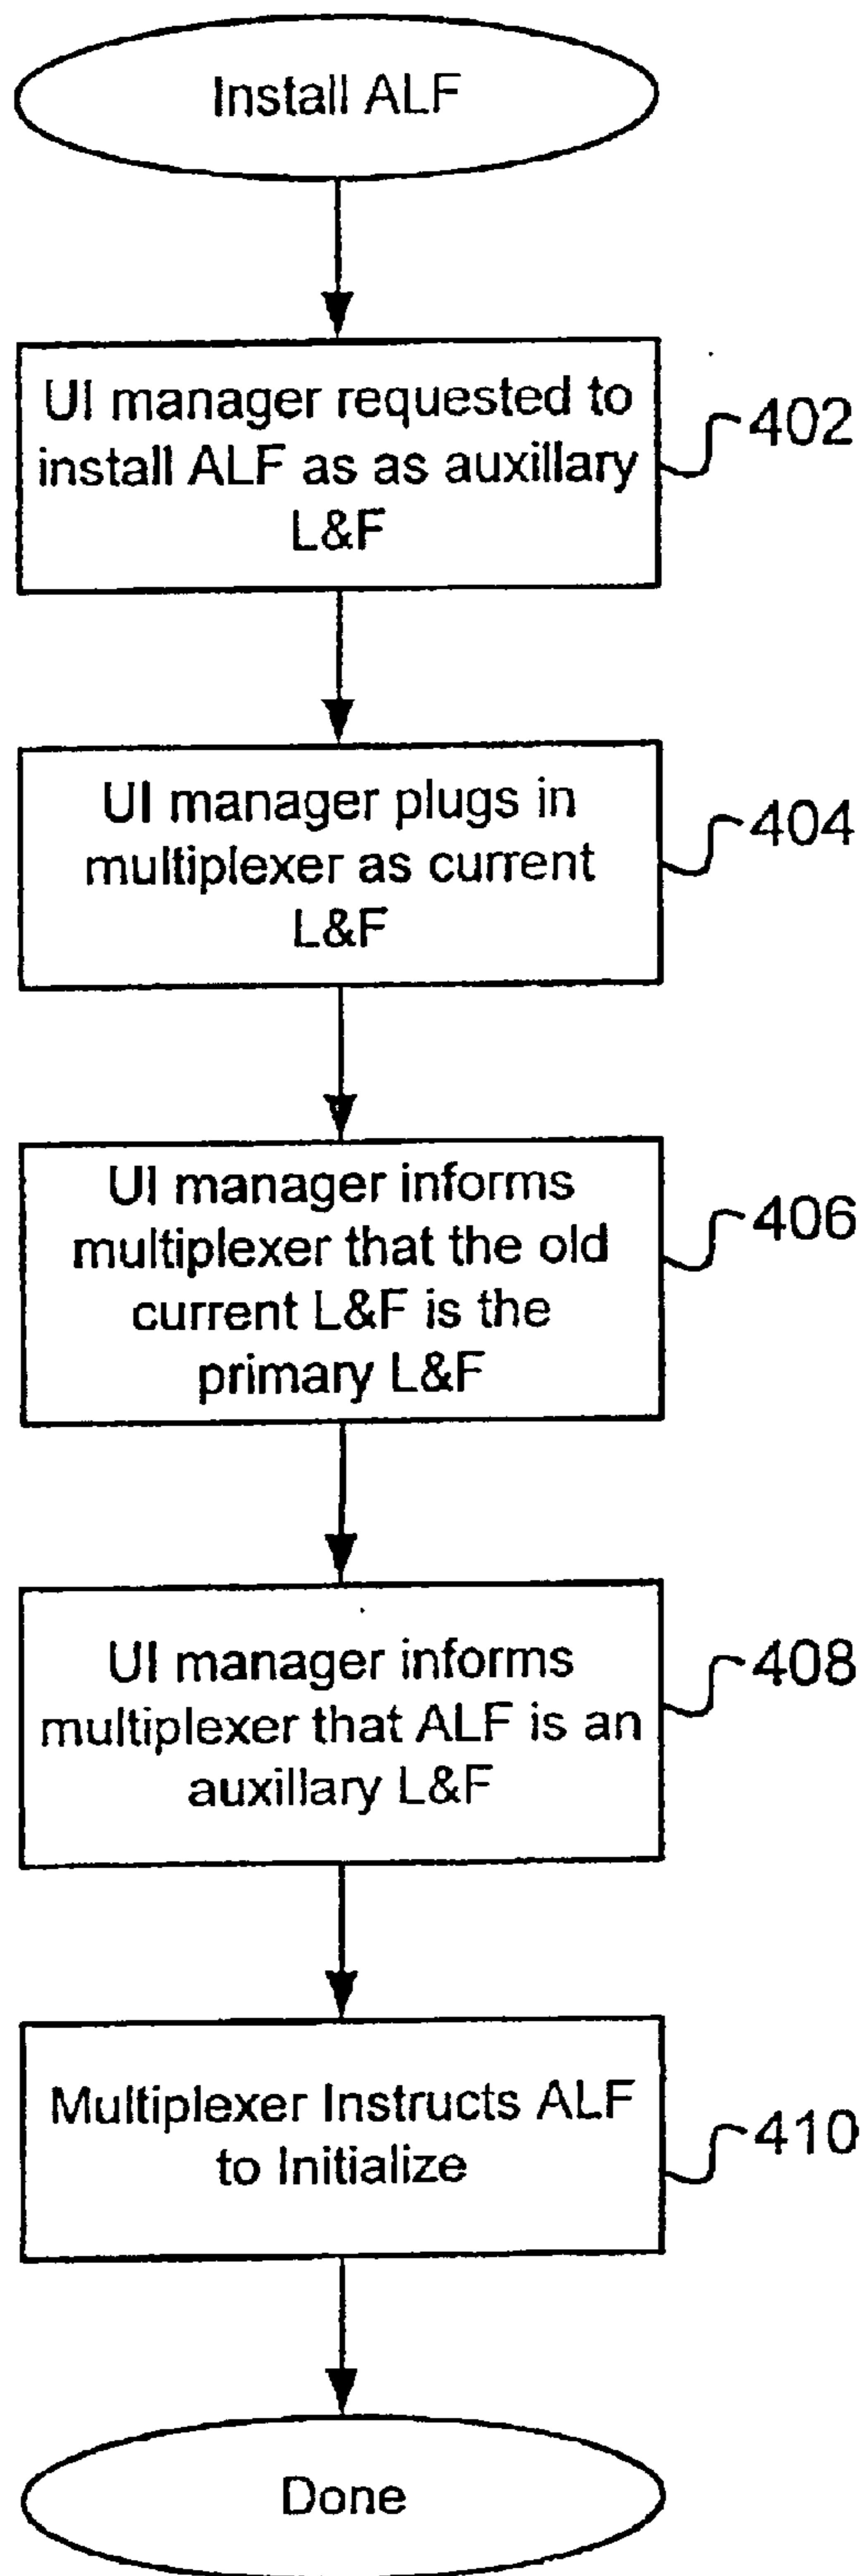 Install ALF
UI manager requested to
install ALF as as auxillary
L&F
402
UI manager plugs in
multiplexer as current
L&F
404
UI manager informs
multiplexer that the old
current L&F is the
primary L&F
406
UI manager informs
multiplexer that ALF is an
auxillary L&F
408
Multiplexer Instructs ALF
to Initialize
410
Done